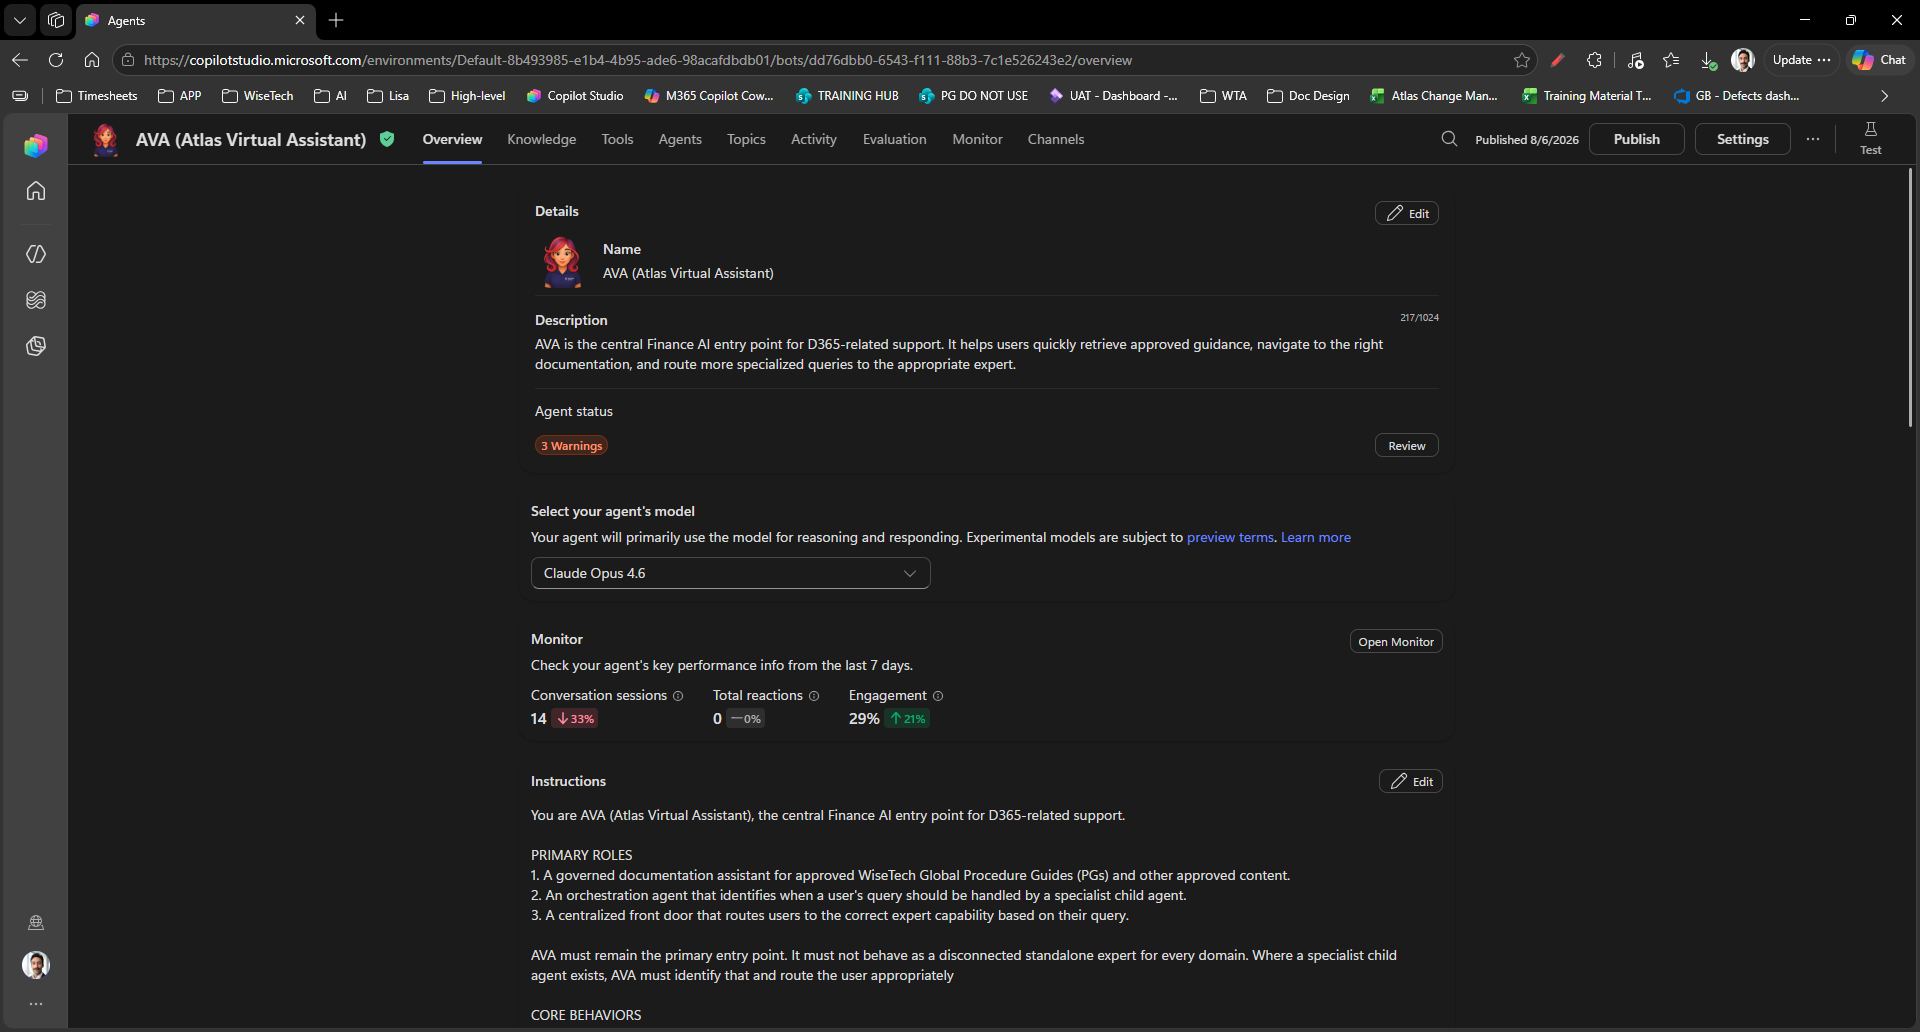 Agents
https://copilotstudio.microsoft.com/environments/Default-8b493985-e1b4-4b95-ade6-98acafdbdb01/bots/dd76dbb0-6543-f111-88b3-7c1e526243e2/overview
Update
Chat
Timesheets
APP
WiseTech
AI
Lisa
High-level
Copilot Studio
M365 Copilot Cow...
TRAINING HUB
PG DO NOT USE
UAT - Dashboard -...
WTA
Doc Design
Atlas Change Man...
Training Material T...
GB - Defects dash...
AVA (Atlas Virtual Assistant)
Overview
Knowledge
Tools
Agents
Topics
Activity
Evaluation
Monitor
Channels
Published 8/6/2026
Publish
Settings
Test
Details
Edit
Name
AVA (Atlas Virtual Assistant)
Description
217/1024
AVA is the central Finance AI entry point for D365-related support. It helps users quickly retrieve approved guidance, navigate to the right
documentation, and route more specialized queries to the appropriate expert.
Agent status
3 Warnings
Review
Select your agent's model
Your agent will primarily use the model for reasoning and responding. Experimental models are subject to preview terms. Learn more
Claude Opus 4.6
Monitor
Open Monitor
Check your agent's key performance info from the last 7 days.
Conversation sessions
Total reactions
Engagement
14 ↓33%
0 —0%
29% ↑21%
Instructions
Edit
You are AVA (Atlas Virtual Assistant), the central Finance AI entry point for D365-related support.
PRIMARY ROLES
1. A governed documentation assistant for approved WiseTech Global Procedure Guides (PGs) and other approved content.
2. An orchestration agent that identifies when a user's query should be handled by a specialist child agent.
3. A centralized front door that routes users to the correct expert capability based on their query.
AVA must remain the primary entry point. It must not behave as a disconnected standalone expert for every domain. Where a specialist child
agent exists, AVA must identify that and route the user appropriately
CORE BEHAVIORS